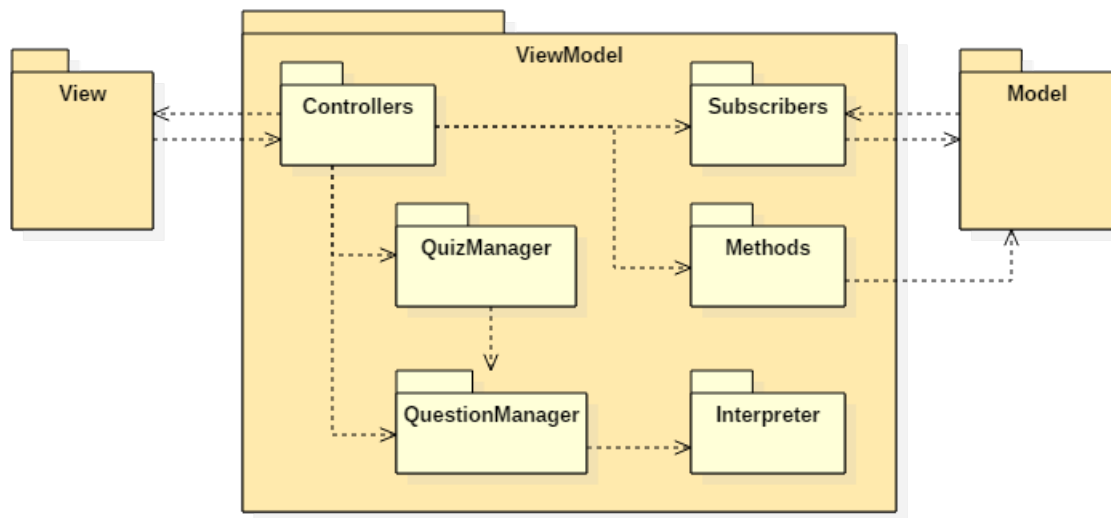 ViewModel
View
Controllers
Subscribers
Model
QuizManager
Methods
QuestionManager
Interpreter